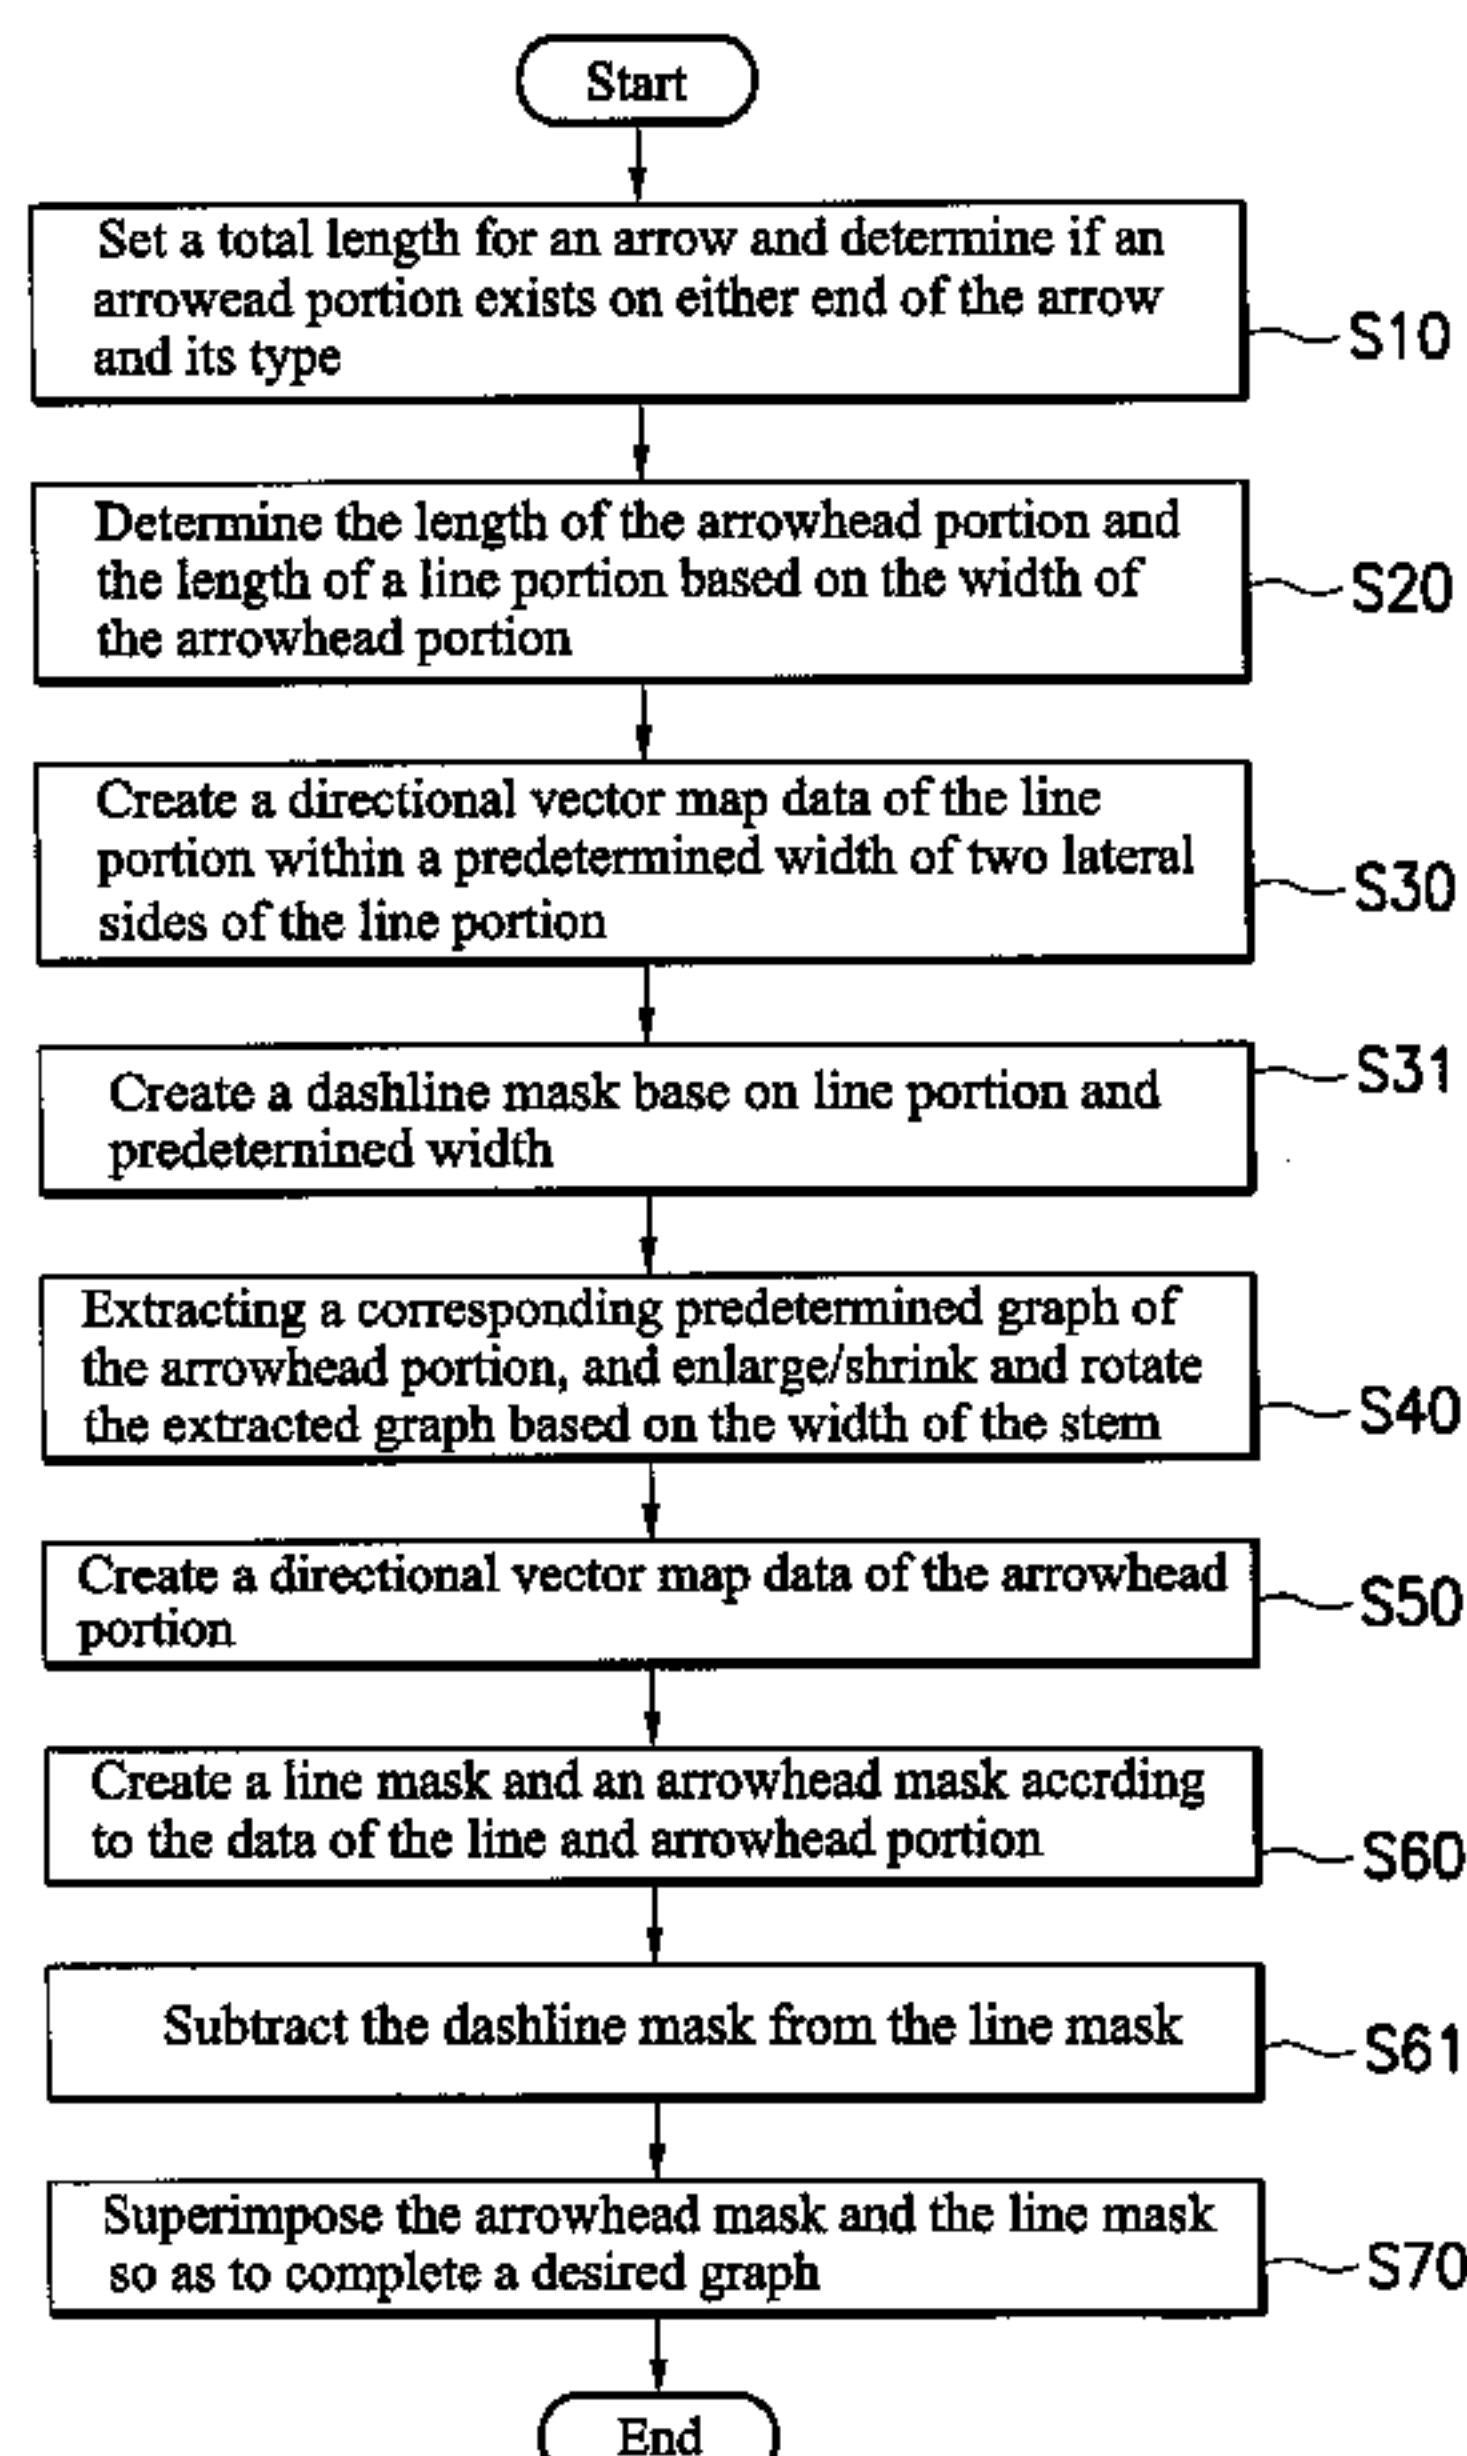 Start
Set a total length for an arrow and determine if an
arrowead portion exists on either end of the arrow
and its type
S10
Determine the length of the arrowhead portion and
the length of a line portion based on the width of
the arrowhead portion
S20
Create a directional vector map data of the line
portion within a predetermined width of two lateral
sides of the line portion
S30
Create a dashline mask base on line portion and
predeternined width
S31
Extracting a corresponding predetermined graph of
the arrowhead portion, and enlarge/shrink and rotate
the extracted graph based on the width of the stem
S40
Create a directional vector map data of the arrowhead
portion
S50
Create a line mask and an arrowhead mask accrding
to the data of the line and arrowhead portion
S60
Subtract the dashline mask from the line mask
S61
Superimpose the arrowhead mask and the line mask
so as to complete a desired graph
S70
End